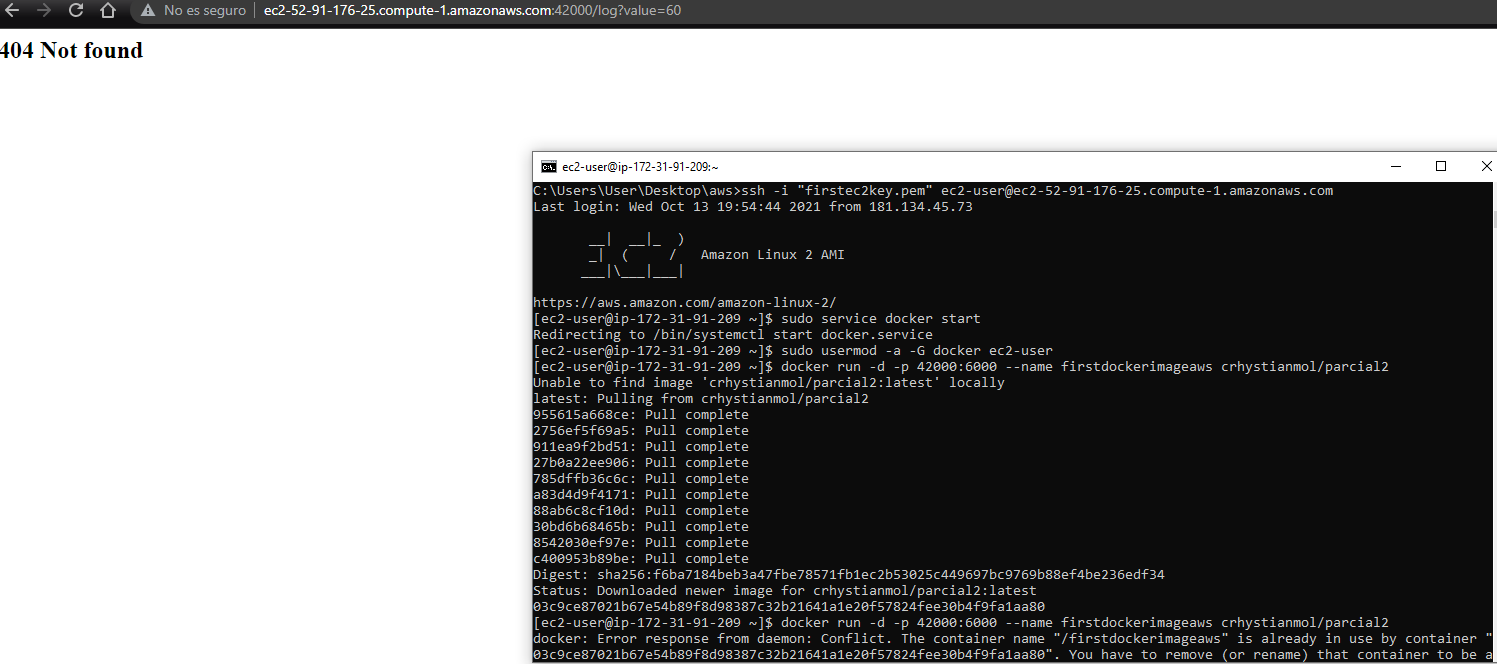 No es seguro | ec2-52-91-176-25.compute-1.amazonaws.com:42000/log?value=60
404 Not found
ec2-user@ip-172-31-91-209:~
C:\Users\User\Desktop\aws>ssh -i "firstec2key.pem" ec2-user@ec2-52-91-176-25.compute-1.amazonaws.com
Last login: Wed Oct 13 19:54:44 2021 from 181.134.45.73
__|  __|_  )
_|  (     /   Amazon Linux 2 AMI
___|\___|___|
https://aws.amazon.com/amazon-linux-2/
[ec2-user@ip-172-31-91-209 ~]$ sudo service docker start
Redirecting to /bin/systemctl start docker.service
[ec2-user@ip-172-31-91-209 ~]$ sudo usermod -a -G docker ec2-user
[ec2-user@ip-172-31-91-209 ~]$ docker run -d -p 42000:6000 --name firstdockerimageaws crhystianmol/parcial2
Unable to find image 'crhystianmol/parcial2:latest' locally
latest: Pulling from crhystianmol/parcial2
955615a668ce: Pull complete
2756ef5f69a5: Pull complete
911ea9f2bd51: Pull complete
27b0a22ee906: Pull complete
785dffb36c6c: Pull complete
a83d4d9f4171: Pull complete
88ab6c8cf10d: Pull complete
30bd6b68465b: Pull complete
8542030ef97e: Pull complete
c400953b89be: Pull complete
Digest: sha256:f6ba7184beb3a47fbe78571fb1ec2b53025c449697bc9769b88ef4be236edf34
Status: Downloaded newer image for crhystianmol/parcial2:latest
03c9ce87021b67e54b89f8d98387c32b21641a1e20f57824fee30b4f9fa1aa80
[ec2-user@ip-172-31-91-209 ~]$ docker run -d -p 42000:6000 --name firstdockerimageaws crhystianmol/parcial2
docker: Error response from daemon: Conflict. The container name "/firstdockerimageaws" is already in use by container "
03c9ce87021b67e54b89f8d98387c32b21641a1e20f57824fee30b4f9fa1aa80". You have to remove (or rename) that container to be a